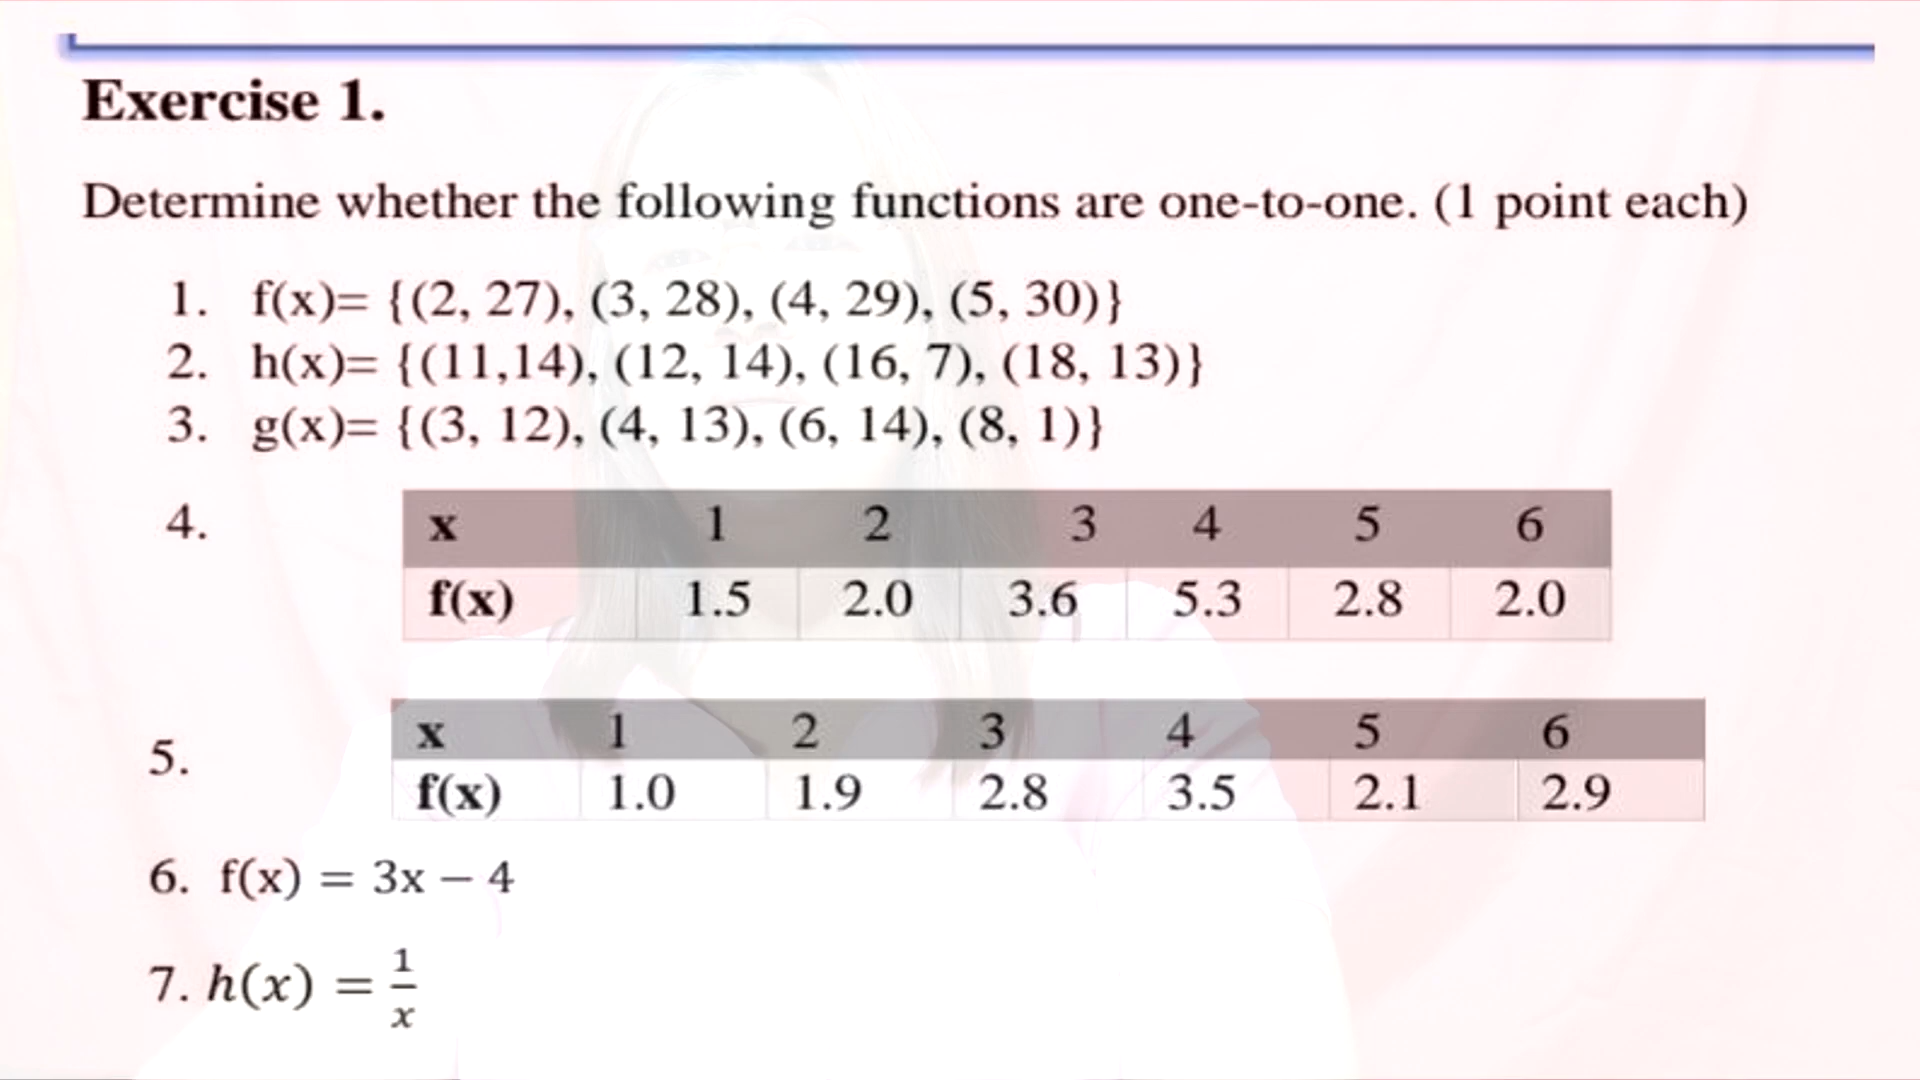 Exercise 1.
Determine whether the following functions are one-to-one. (1 point each)
1. f(x)= {(2, 27), (3, 28), (4, 29), (5, 30)}
2. h(x)= {(11,14), (12, 14), (16, 7), (18, 13)}
3. g(x)= {(3, 12), (4, 13), (6, 14), (8, 1)}
4.
x 1 2 3 4 5 6
f(x) 1.5 2.0 3.6 5.3 2.8 2.0
5.
x 1 2 3 4 5 6
f(x) 1.0 1.9 2.8 3.5 2.1 2.9
6. f(x) = 3x – 4
7. h(x) = 1/x